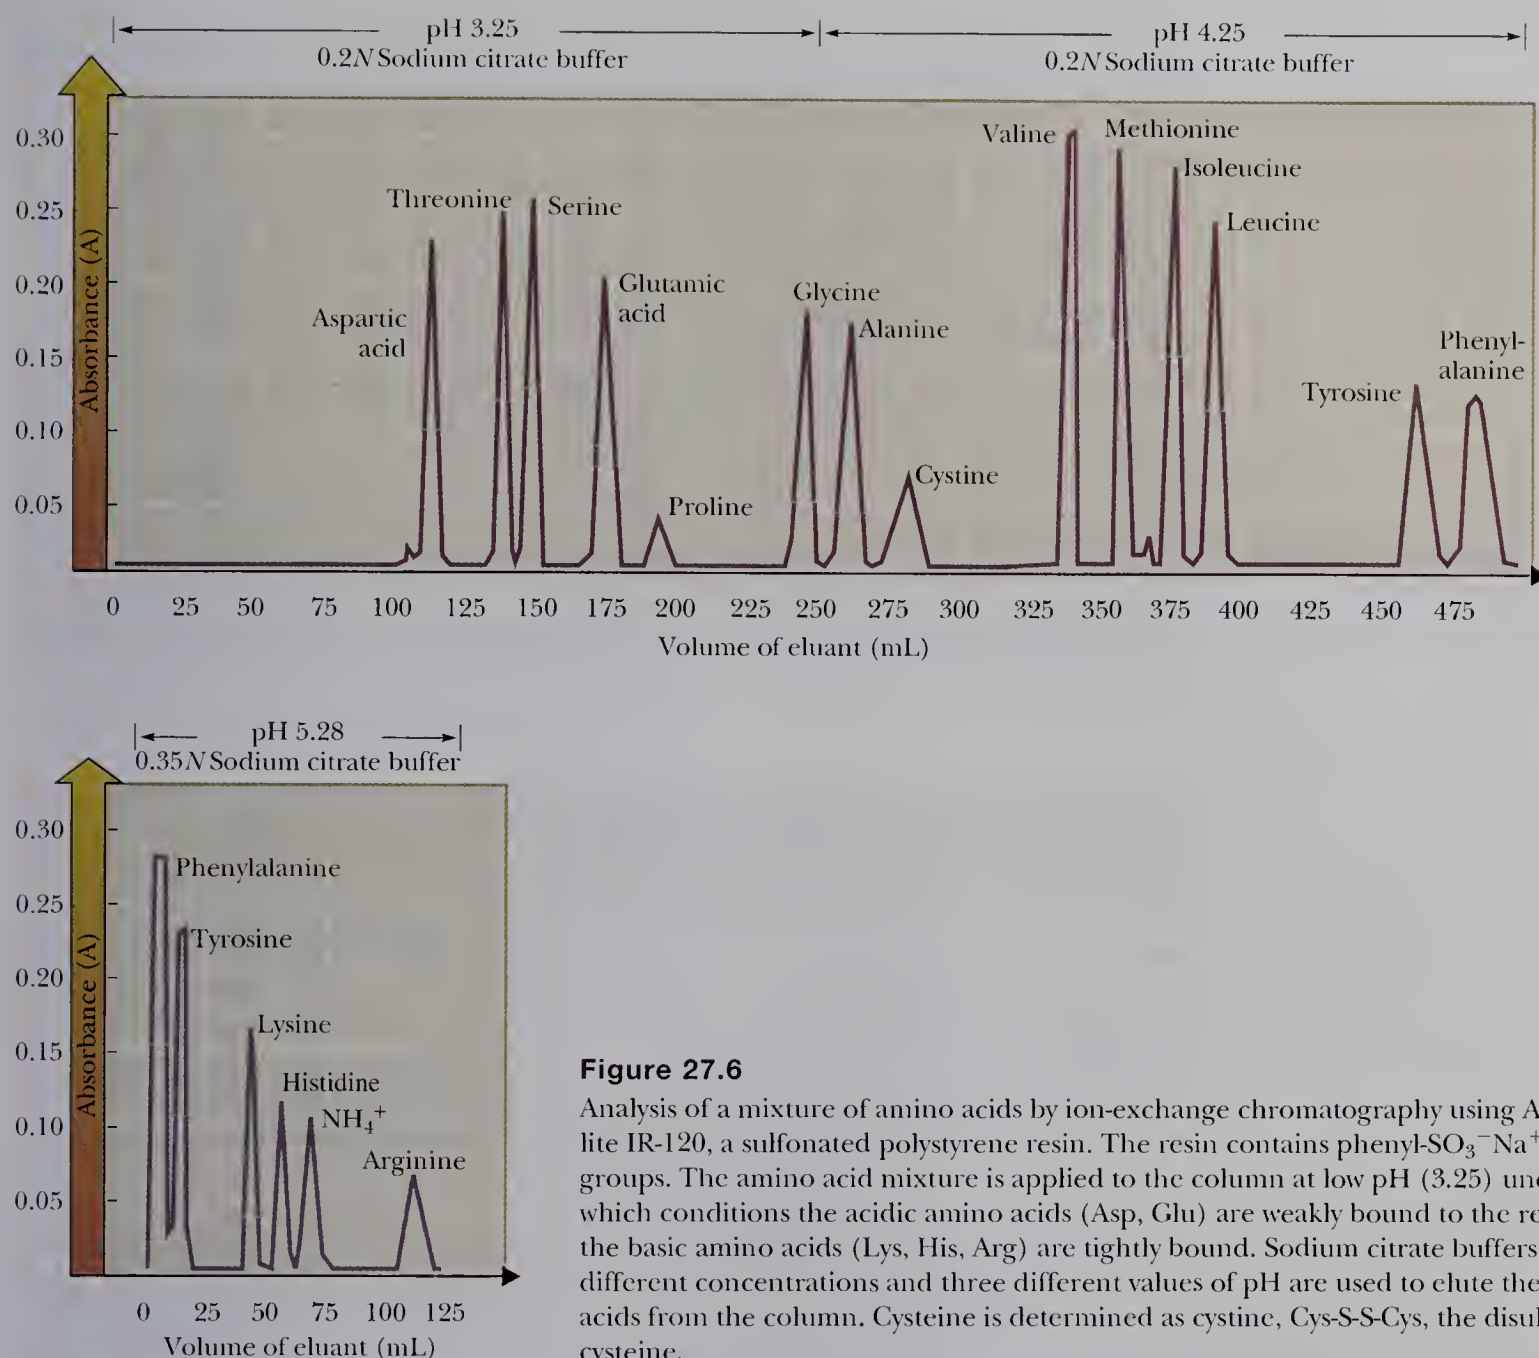 pH 3.25
0.2N Sodium citrate buffer
pH 4.25
0.2N Sodium citrate buffer
Absorbance (A)
0.30
0.25
0.20
0.15
0.10
0.05
Aspartic
acid
Threonine
Serine
Glutamic
acid
Proline
Glycine
Alanine
Cystine
Valine
Methionine
Isoleucine
Leucine
Tyrosine
Phenyl-
alanine
0 25 50 75 100 125 150 175 200 225 250 275 300 325 350 375 400 425 450 475
Volume of eluant (mL)
pH 5.28
0.35N Sodium citrate buffer
Absorbance (A)
0.30
0.25
0.20
0.15
0.10
0.05
Phenylalanine
Tyrosine
Lysine
Histidine
NH₄⁺
Arginine
0 25 50 75 100 125
Volume of eluant (mL)
Figure 27.6
Analysis of a mixture of amino acids by ion-exchange chromatography using A
lite IR-120, a sulfonated polystyrene resin. The resin contains phenyl-SO₃⁻Na⁺
groups. The amino acid mixture is applied to the column at low pH (3.25) un
which conditions the acidic amino acids (Asp, Glu) are weakly bound to the re
the basic amino acids (Lys, His, Arg) are tightly bound. Sodium citrate buffers
different concentrations and three different values of pH are used to elute the
acids from the column. Cysteine is determined as cystine, Cys-S-S-Cys, the disul
cysteine.